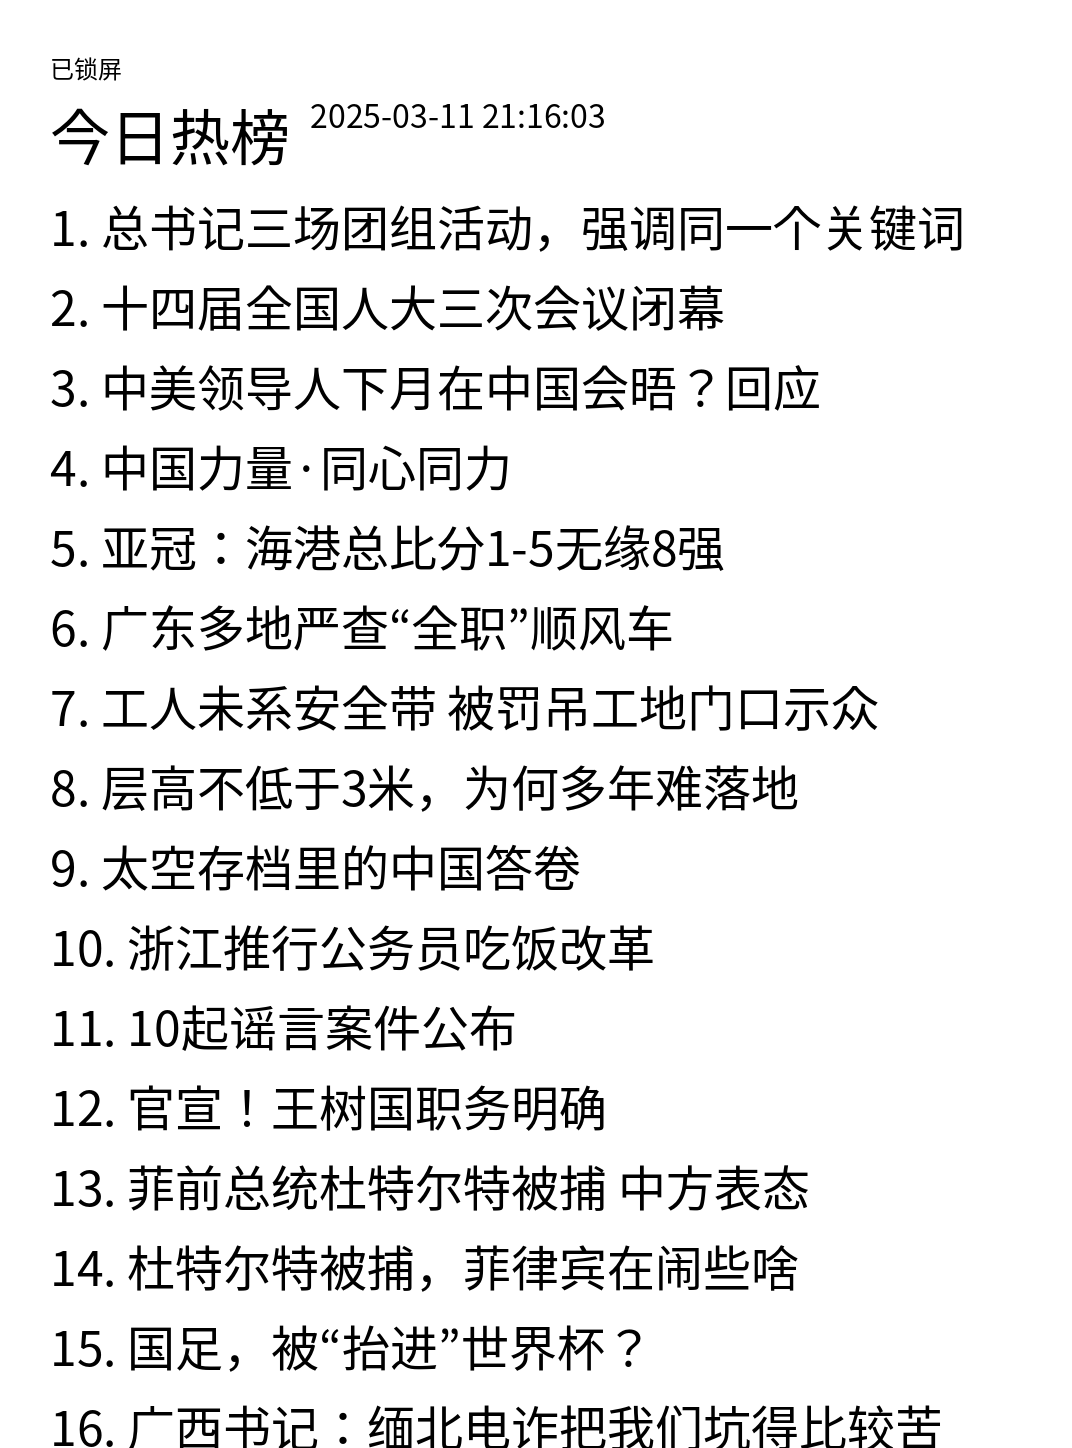 已锁屏
今日热榜 2025-03-11 21:16:03
1. 总书记三场团组活动，强调同一个关键词
2. 十四届全国人大三次会议闭幕
3. 中美领导人下月在中国会晤？回应
4. 中国力量·同心同力
5. 亚冠：海港总比分1-5无缘8强
6. 广东多地严查“全职”顺风车
7. 工人未系安全带 被罚吊工地门口示众
8. 层高不低于3米，为何多年难落地
9. 太空存档里的中国答卷
10. 浙江推行公务员吃饭改革
11. 10起谣言案件公布
12. 官宣！王树国职务明确
13. 菲前总统杜特尔特被捕 中方表态
14. 杜特尔特被捕，菲律宾在闹些啥
15. 国足，被“抬进”世界杯？
16. 广西书记：缅北电诈把我们坑得比较苦